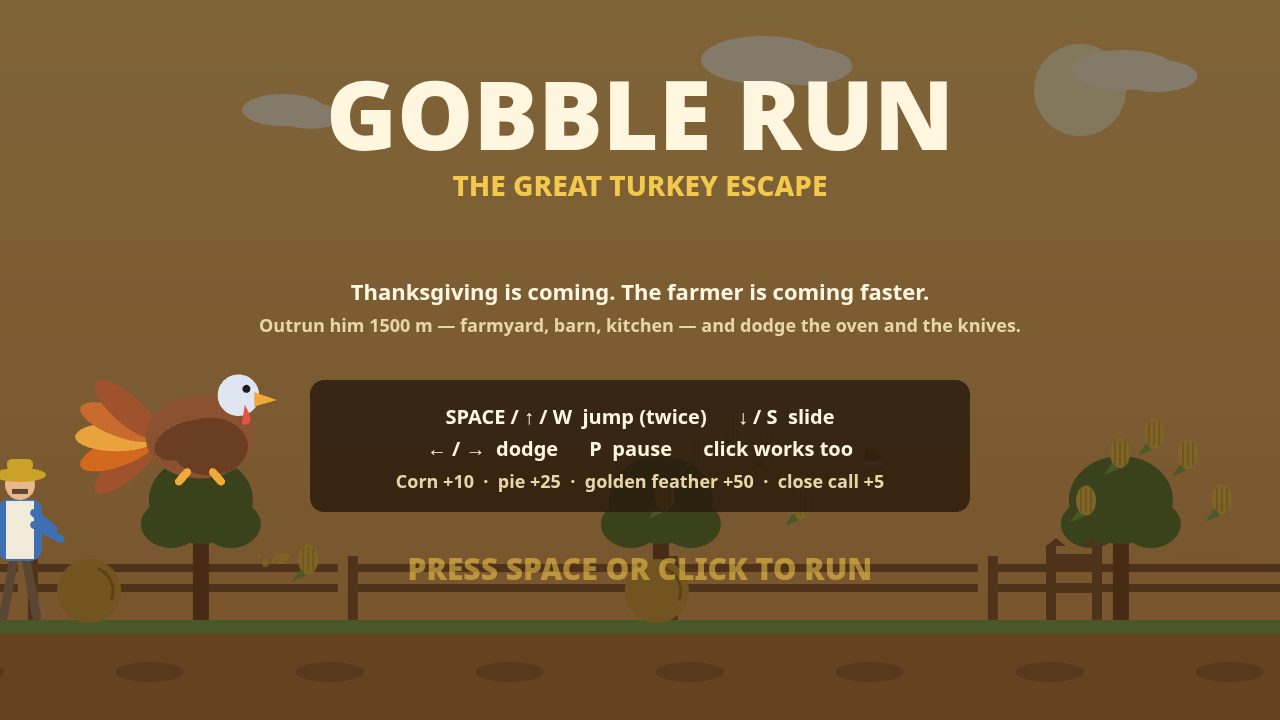 GOBBLE RUN
THE GREAT TURKEY ESCAPE
Thanksgiving is coming. The farmer is coming faster.
Outrun him 1500 m — farmyard, barn, kitchen — and dodge the oven and the knives.
SPACE / ↑ / W jump (twice) ↓ / S slide
← / → dodge P pause click works too
Corn +10 · pie +25 · golden feather +50 · close call +5
PRESS SPACE OR CLICK TO RUN